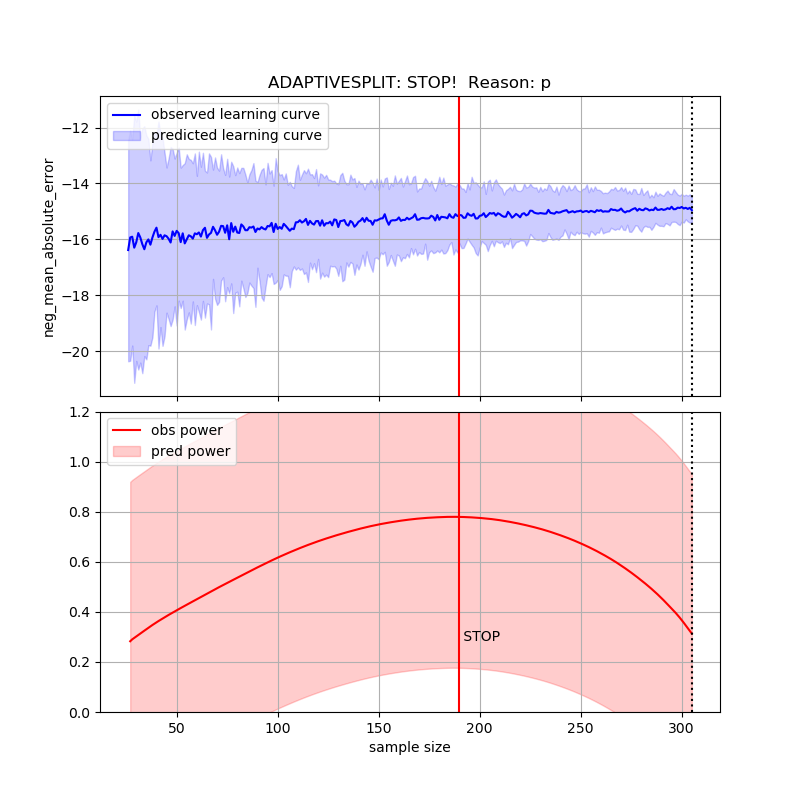 ADAPTIVESPLIT: STOP!  Reason: p
observed learning curve
predicted learning curve
neg_mean_absolute_error
−12
−14
−16
−18
−20
obs power
pred power
1.2
1.0
0.8
0.6
0.4
0.2
0.0
STOP
50 100 150 200 250 300
sample size